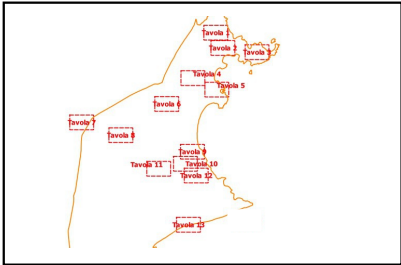 Tavola 1
Tavola 2
Tavola 3
Tavola 4
Tavola 5
Tavola 6
Tavola 7
Tavola 8
Tavola 9
Tavola 10
Tavola 11
Tavola 12
Tavola 13